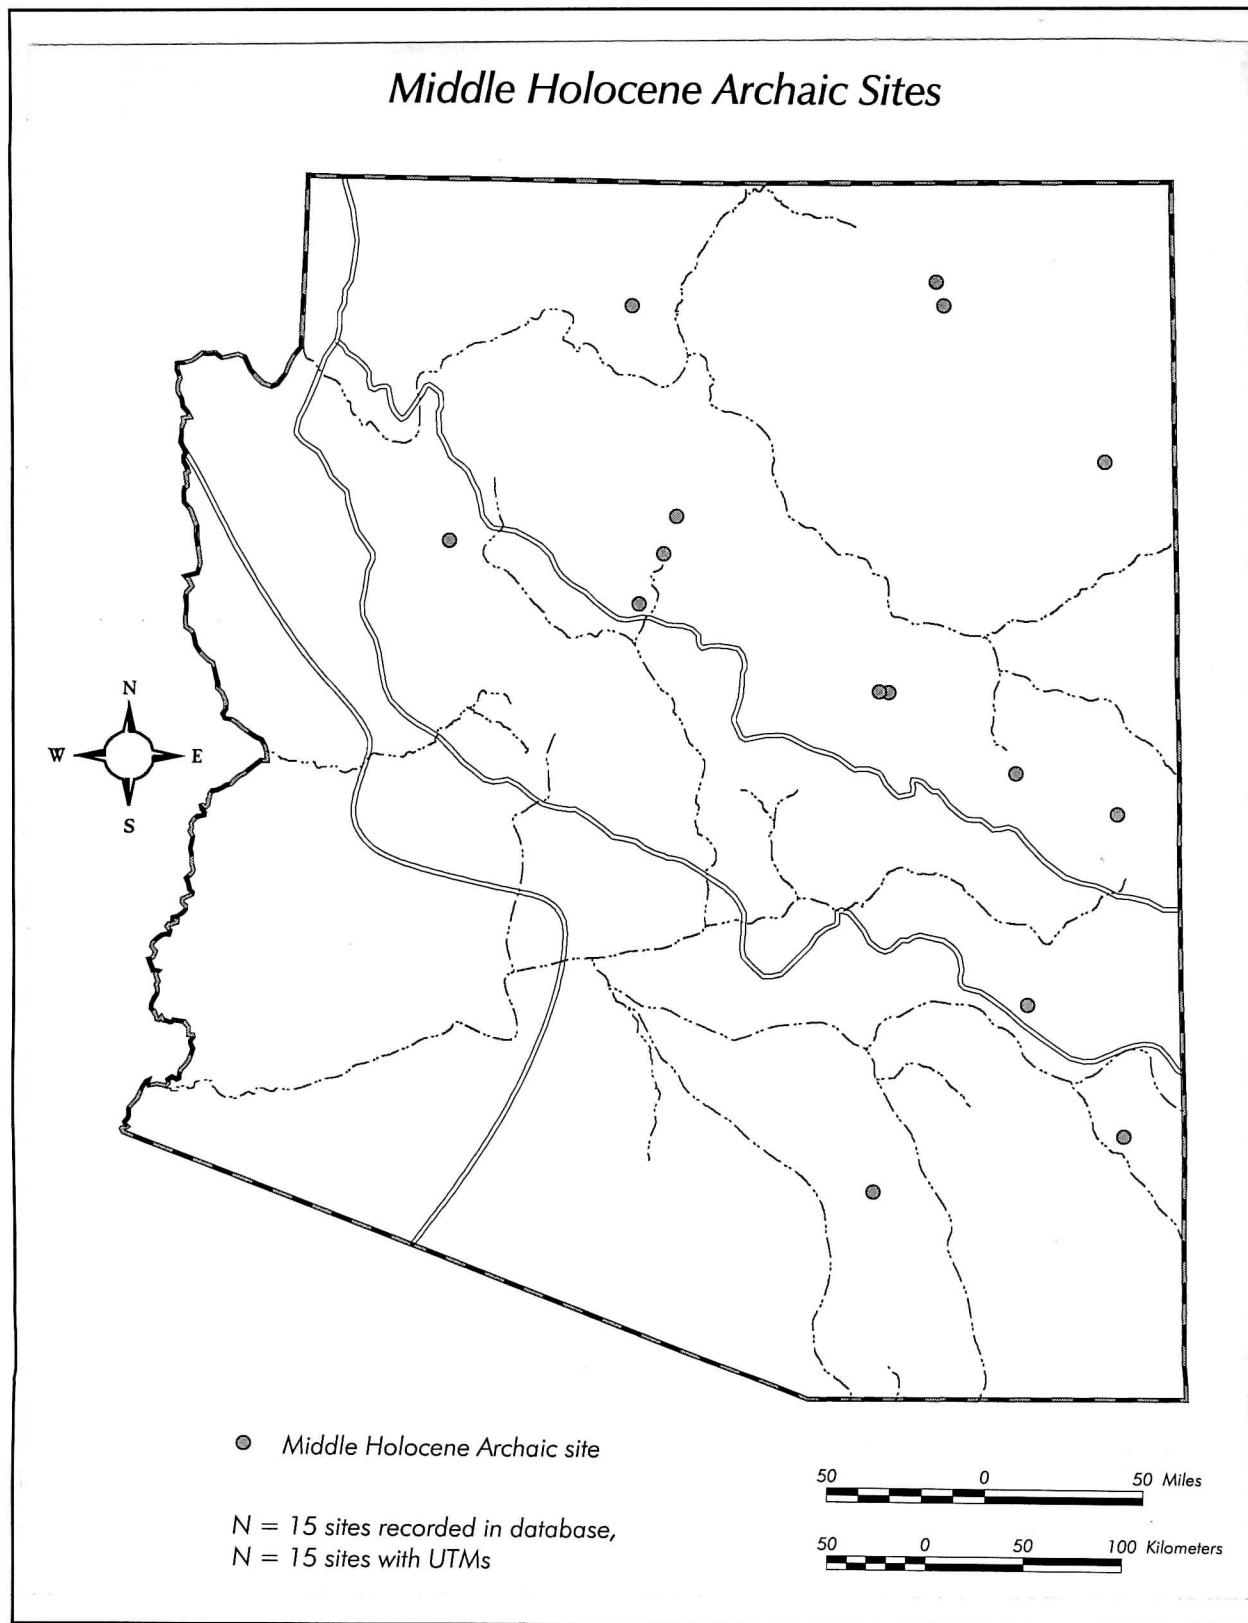 Middle Holocene Archaic Sites
N
W E
S
Middle Holocene Archaic site
N = 15 sites recorded in database,
N = 15 sites with UTMs
50 0 50 Miles
50 0 50 100 Kilometers